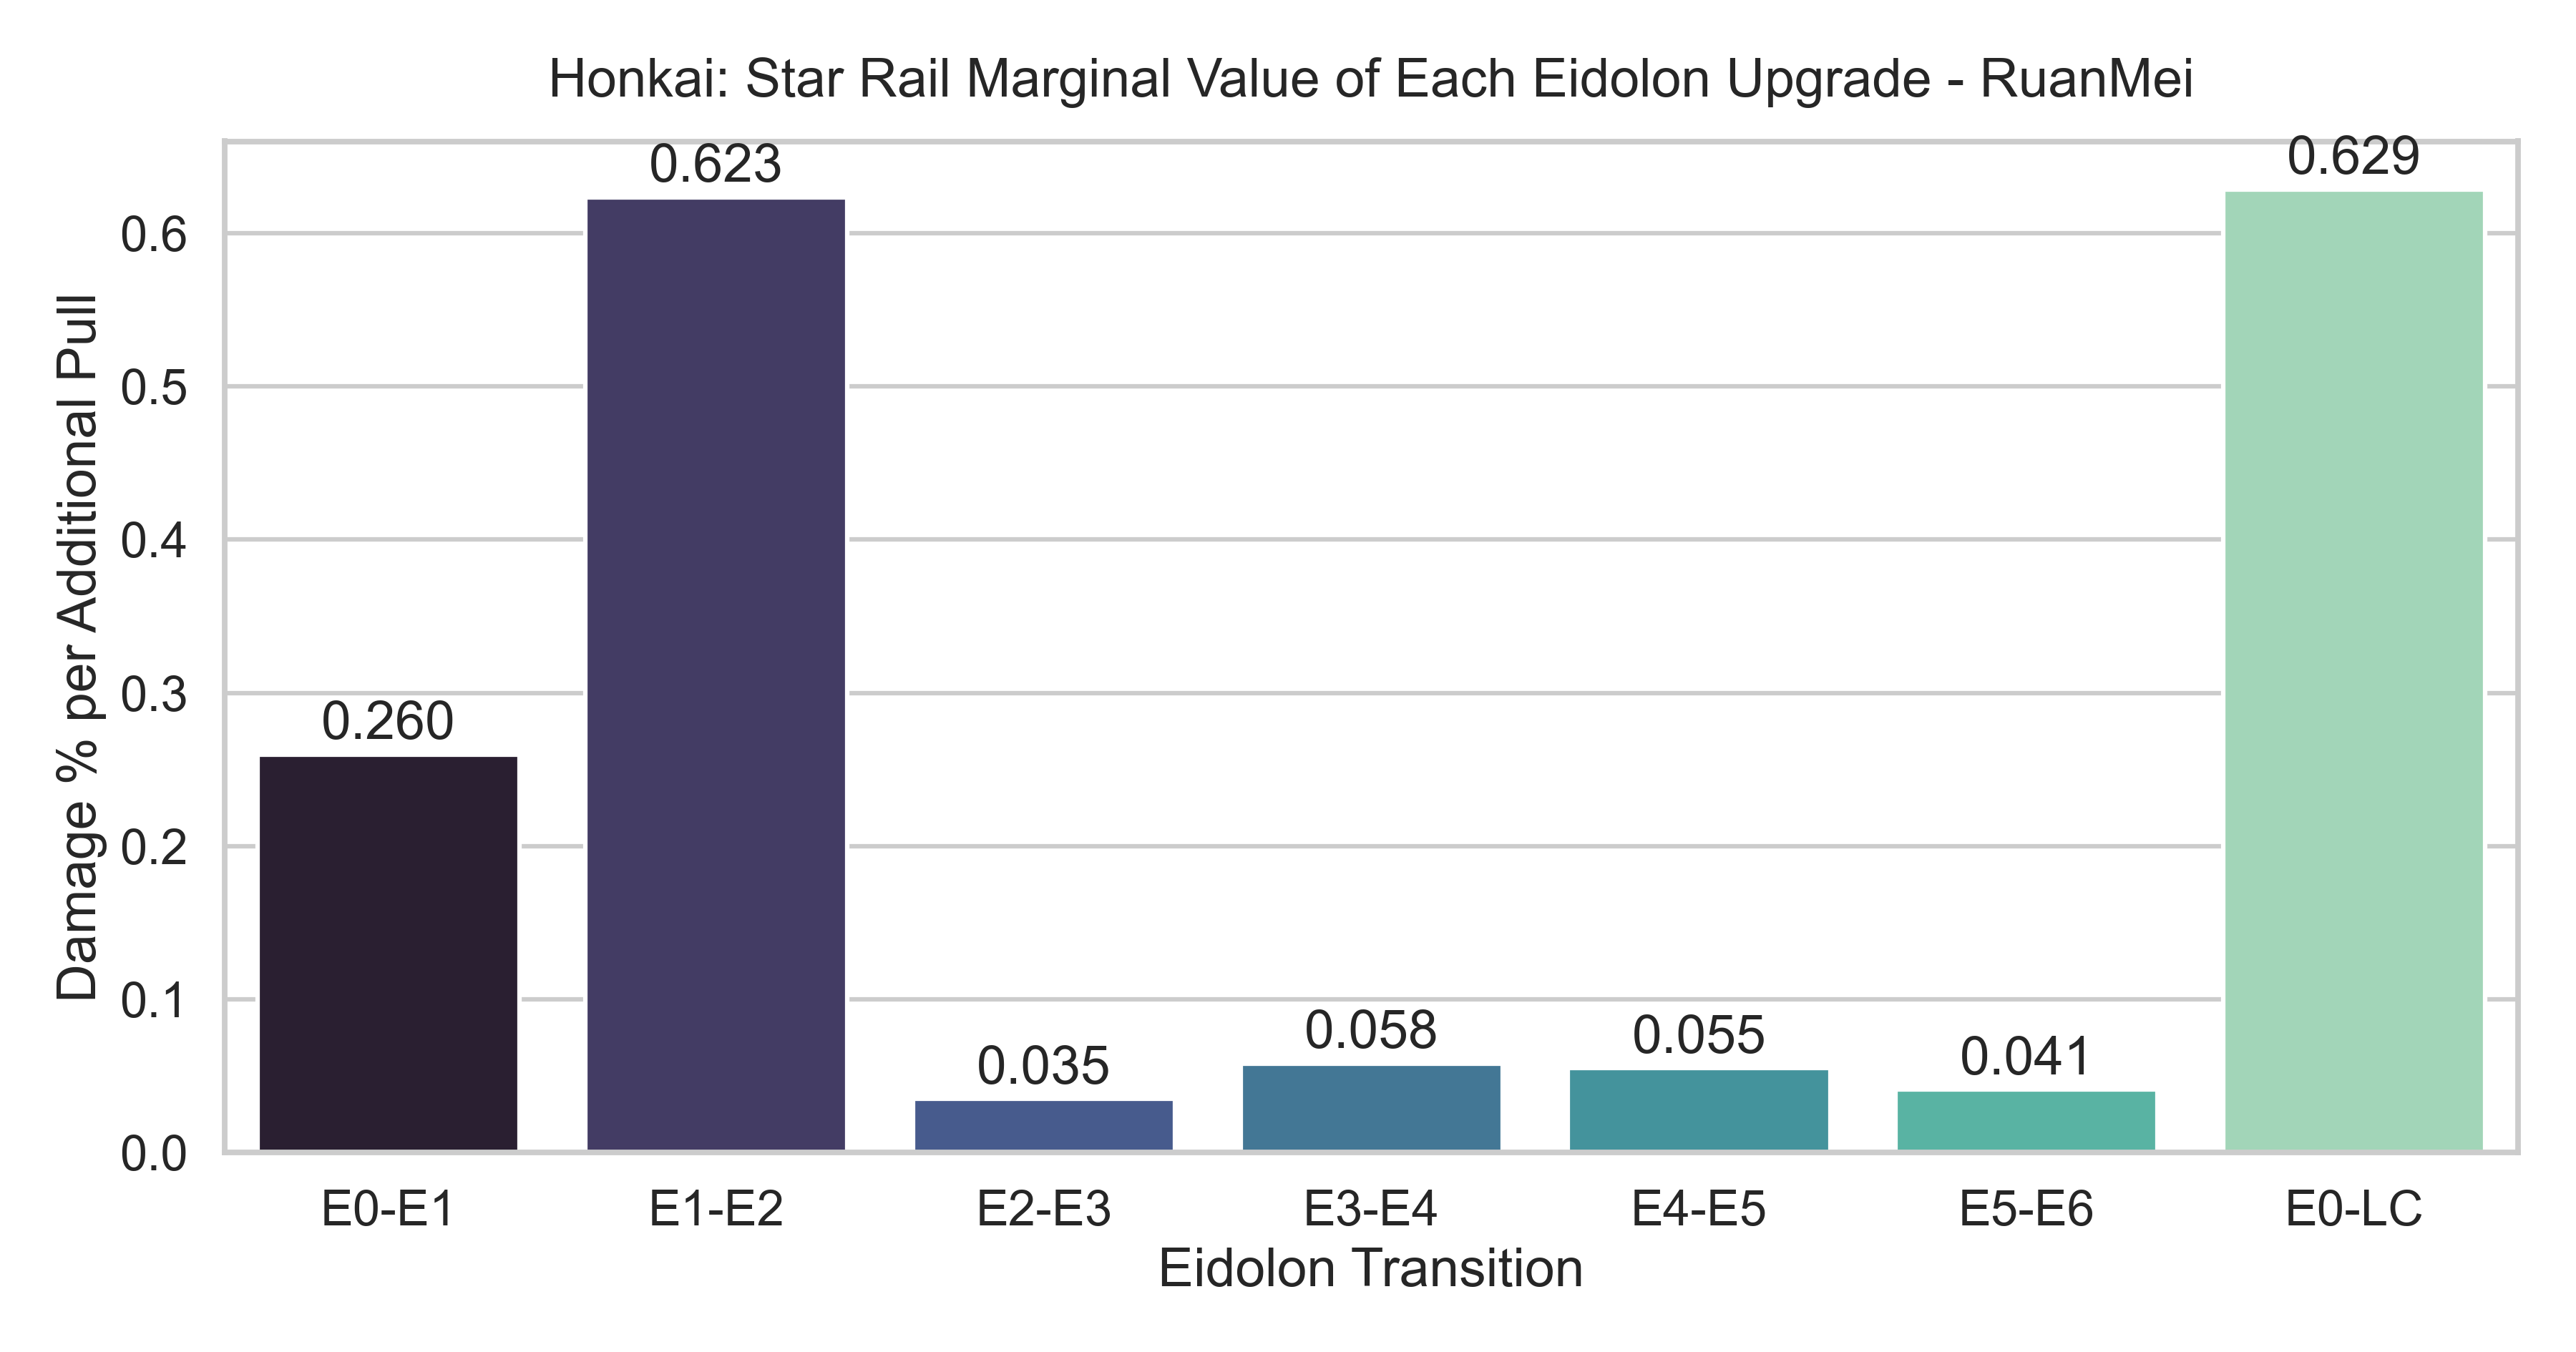 Honkai: Star Rail Marginal Value of Each Eidolon Upgrade - RuanMei
Damage % per Additional Pull
0.6
0.5
0.4
0.3
0.2
0.1
0.0
0.260
0.623
0.035
0.058
0.055
0.041
0.629
E0-E1
E1-E2
E2-E3
E3-E4
E4-E5
E5-E6
E0-LC
Eidolon Transition